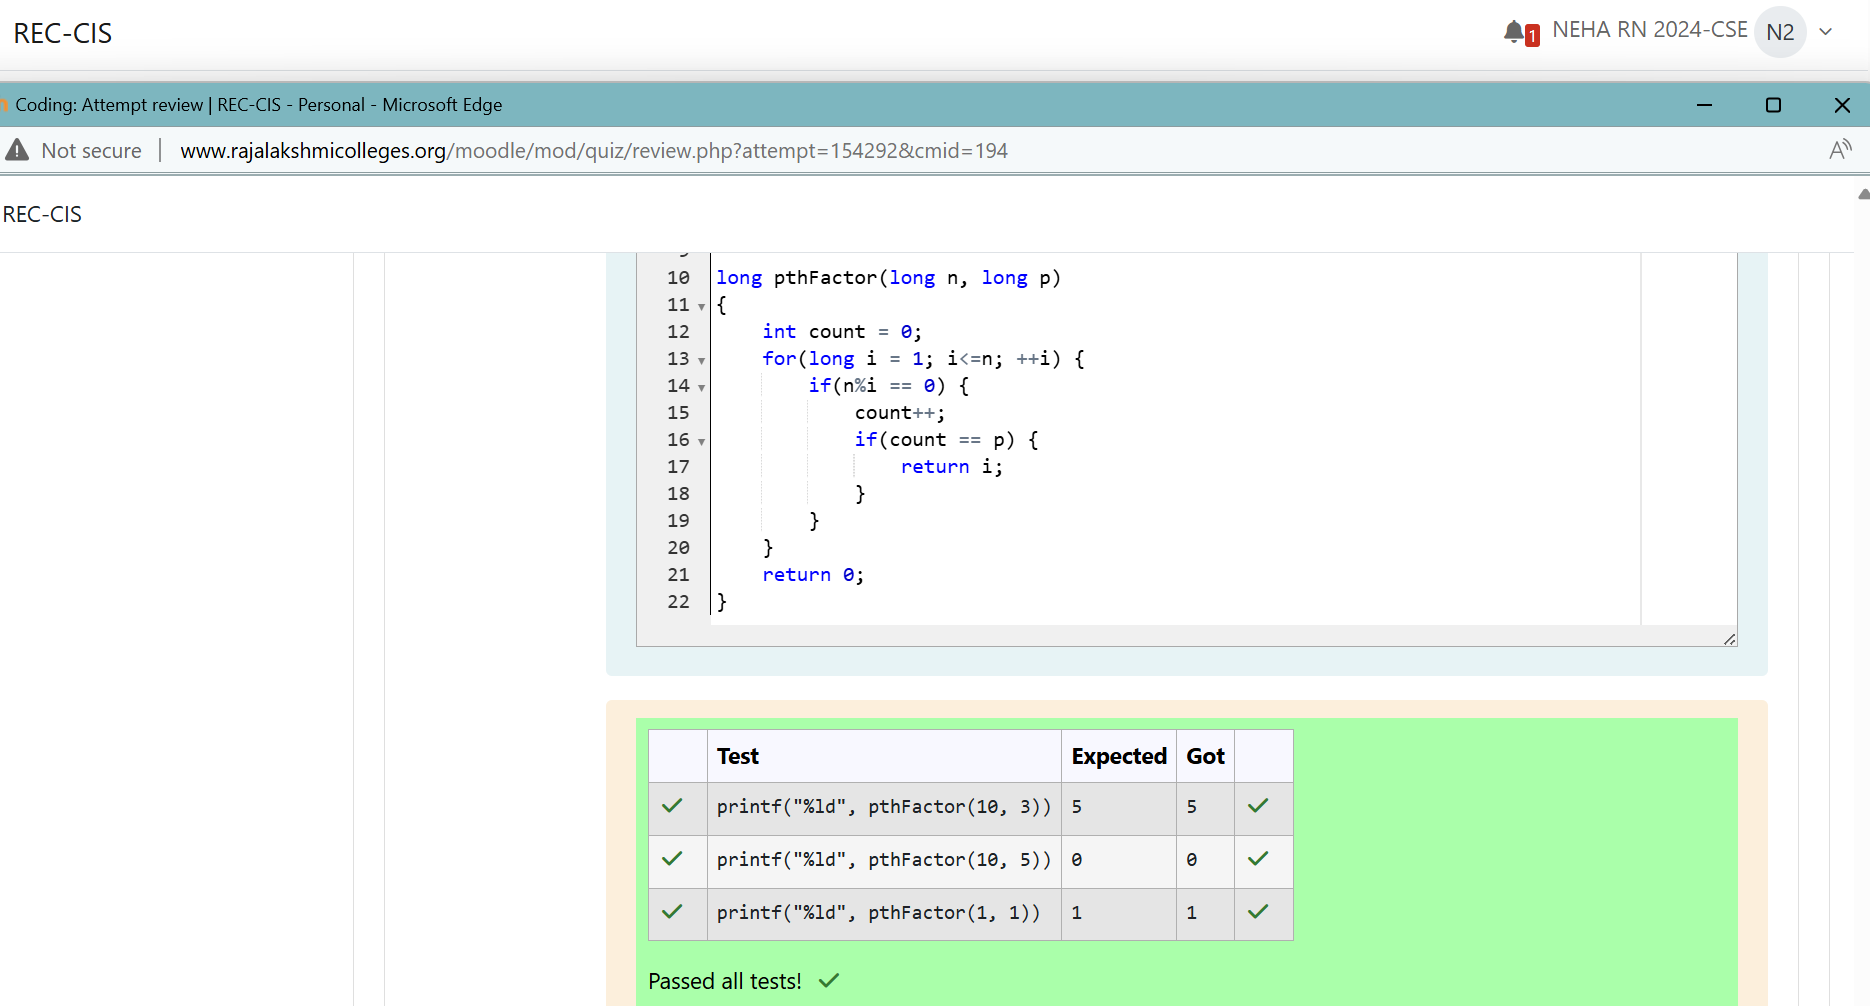 REC-CIS
1 NEHA RN 2024-CSE N2
Coding: Attempt review | REC-CIS - Personal - Microsoft Edge
Not secure www.rajalakshmicolleges.org/moodle/mod/quiz/review.php?attempt=154292&cmid=194
REC-CIS
10 long pthFactor(long n, long p)
11 {
12     int count = 0;
13     for(long i = 1; i<=n; ++i) {
14         if(n%i == 0) {
15             count++;
16             if(count == p) {
17                 return i;
18             }
19         }
20     }
21     return 0;
22 }
Test Expected Got
printf("%ld", pthFactor(10, 3)) 5 5
printf("%ld", pthFactor(10, 5)) 0 0
printf("%ld", pthFactor(1, 1)) 1 1
Passed all tests!